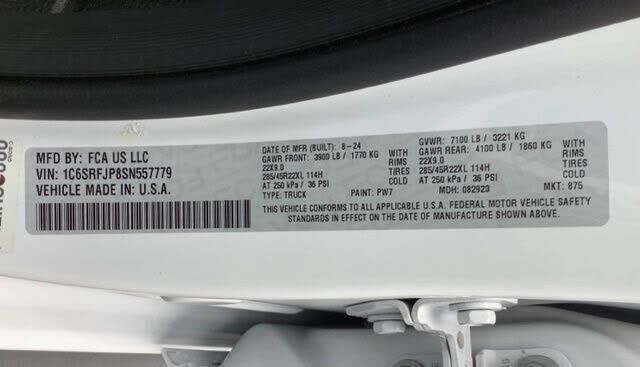 MFD BY: FCA US LLC
VIN: 1C6SRFJP8SN557779
VEHICLE MADE IN U.S.A.
DATE OF MFR (BUILT): 8-24
GAWR FRONT: 3900 LB / 1770 KG WITH
22X9.0 RIMS
285/45R22XL 114H TIRES
AT 250 kPa / 36 PSI COLD
TYPE: TRUCK PAINT: PW7
GVWR: 7100 LB / 3221 KG
GAWR REAR: 4100 LB / 1860 KG WITH
22X9.0 RIMS
285/45R22XL 114H TIRES
AT 250 kPa / 36 PSI COLD
MDH: 082923 MKT: 875
THIS VEHICLE CONFORMS TO ALL APPLICABLE U.S.A. FEDERAL MOTOR VEHICLE SAFETY
STANDARDS IN EFFECT ON THE DATE OF MANUFACTURE SHOWN ABOVE.